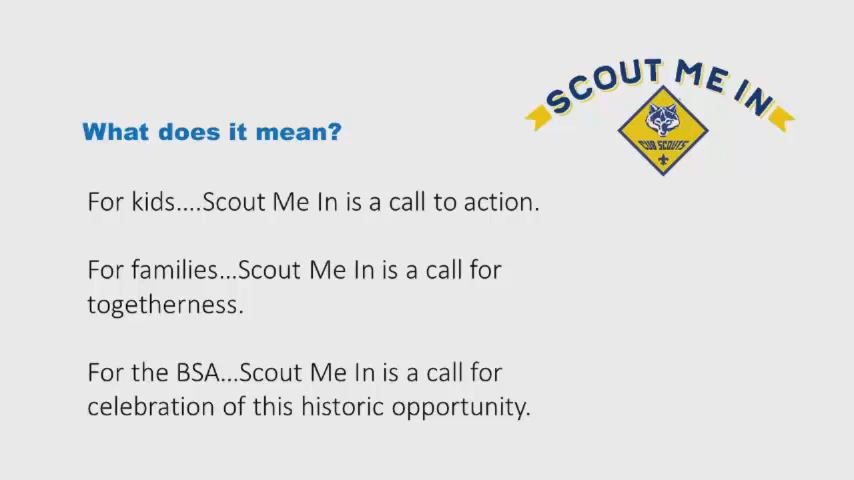 SCOUT ME IN
CUB SCOUTS
What does it mean?
For kids....Scout Me In is a call to action.
For families...Scout Me In is a call for
togetherness.
For the BSA...Scout Me In is a call for
celebration of this historic opportunity.